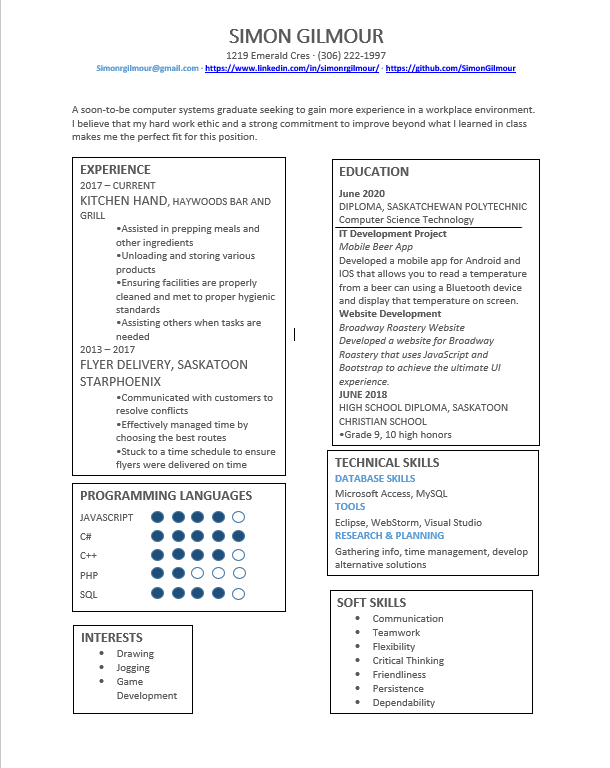 SIMON GILMOUR
1219 Emerald Cres · (306) 222-1997
Simonrgilmour@gmail.com · https://www.linkedin.com/in/simonrgilmour/ · https://github.com/SimonGilmour
A soon-to-be computer systems graduate seeking to gain more experience in a workplace environment.
I believe that my hard work ethic and a strong commitment to improve beyond what I learned in class
makes me the perfect fit for this position.
EXPERIENCE
2017 – CURRENT
KITCHEN HAND, HAYWOODS BAR AND
GRILL
•Assisted in prepping meals and
other ingredients
•Unloading and storing various
products
•Ensuring facilities are properly
cleaned and met to proper hygienic
standards
•Assisting others when tasks are
needed
2013 – 2017
FLYER DELIVERY, SASKATOON
STARPHOENIX
•Communicated with customers to
resolve conflicts
•Effectively managed time by
choosing the best routes
•Stuck to a time schedule to ensure
flyers were delivered on time
PROGRAMMING LANGUAGES
JAVASCRIPT
C#
C++
PHP
SQL
INTERESTS
• Drawing
• Jogging
• Game
Development
EDUCATION
June 2020
DIPLOMA, SASKATCHEWAN POLYTECHNIC
Computer Science Technology
IT Development Project
Mobile Beer App
Developed a mobile app for Android and
IOS that allows you to read a temperature
from a beer can using a Bluetooth device
and display that temperature on screen.
Website Development
Broadway Roastery Website
Developed a website for Broadway
Roastery that uses JavaScript and
Bootstrap to achieve the ultimate UI
experience.
JUNE 2018
HIGH SCHOOL DIPLOMA, SASKATOON
CHRISTIAN SCHOOL
•Grade 9, 10 high honors
TECHNICAL SKILLS
DATABASE SKILLS
Microsoft Access, MySQL
TOOLS
Eclipse, WebStorm, Visual Studio
RESEARCH & PLANNING
Gathering info, time management, develop
alternative solutions
SOFT SKILLS
• Communication
• Teamwork
• Flexibility
• Critical Thinking
• Friendliness
• Persistence
• Dependability